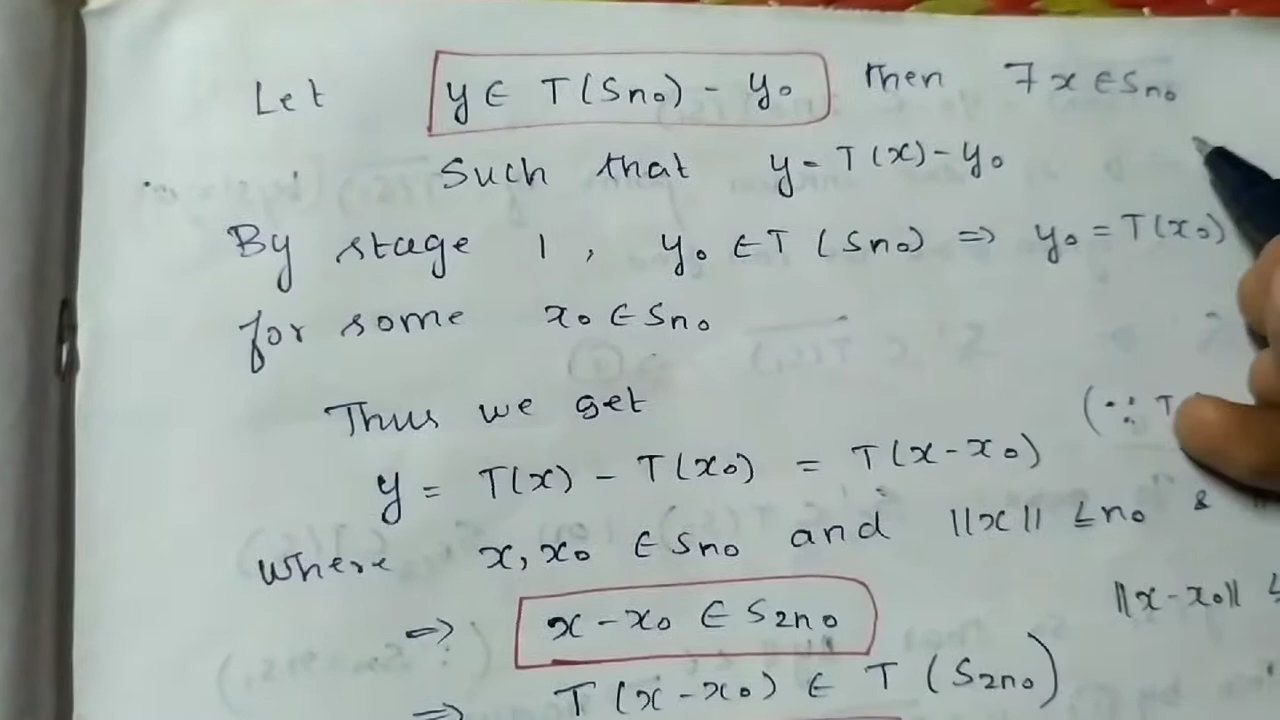 Let y ∈ T(Sn₀) - y₀ then ∃ x ∈ Sn₀
Such that y = T(x) - y₀
By stage 1, y₀ ∈ T(Sn₀) ⇒ y₀ = T(x₀)
for some x₀ ∈ Sn₀
Thus we get
y = T(x) - T(x₀) = T(x-x₀) (∵ T
where x, x₀ ∈ Sn₀ and ||x|| ≤ n₀ &
⇒ x - x₀ ∈ S2n₀ ||x-x₀|| ≤
⇒ T(x-x₀) ∈ T(S2n₀)